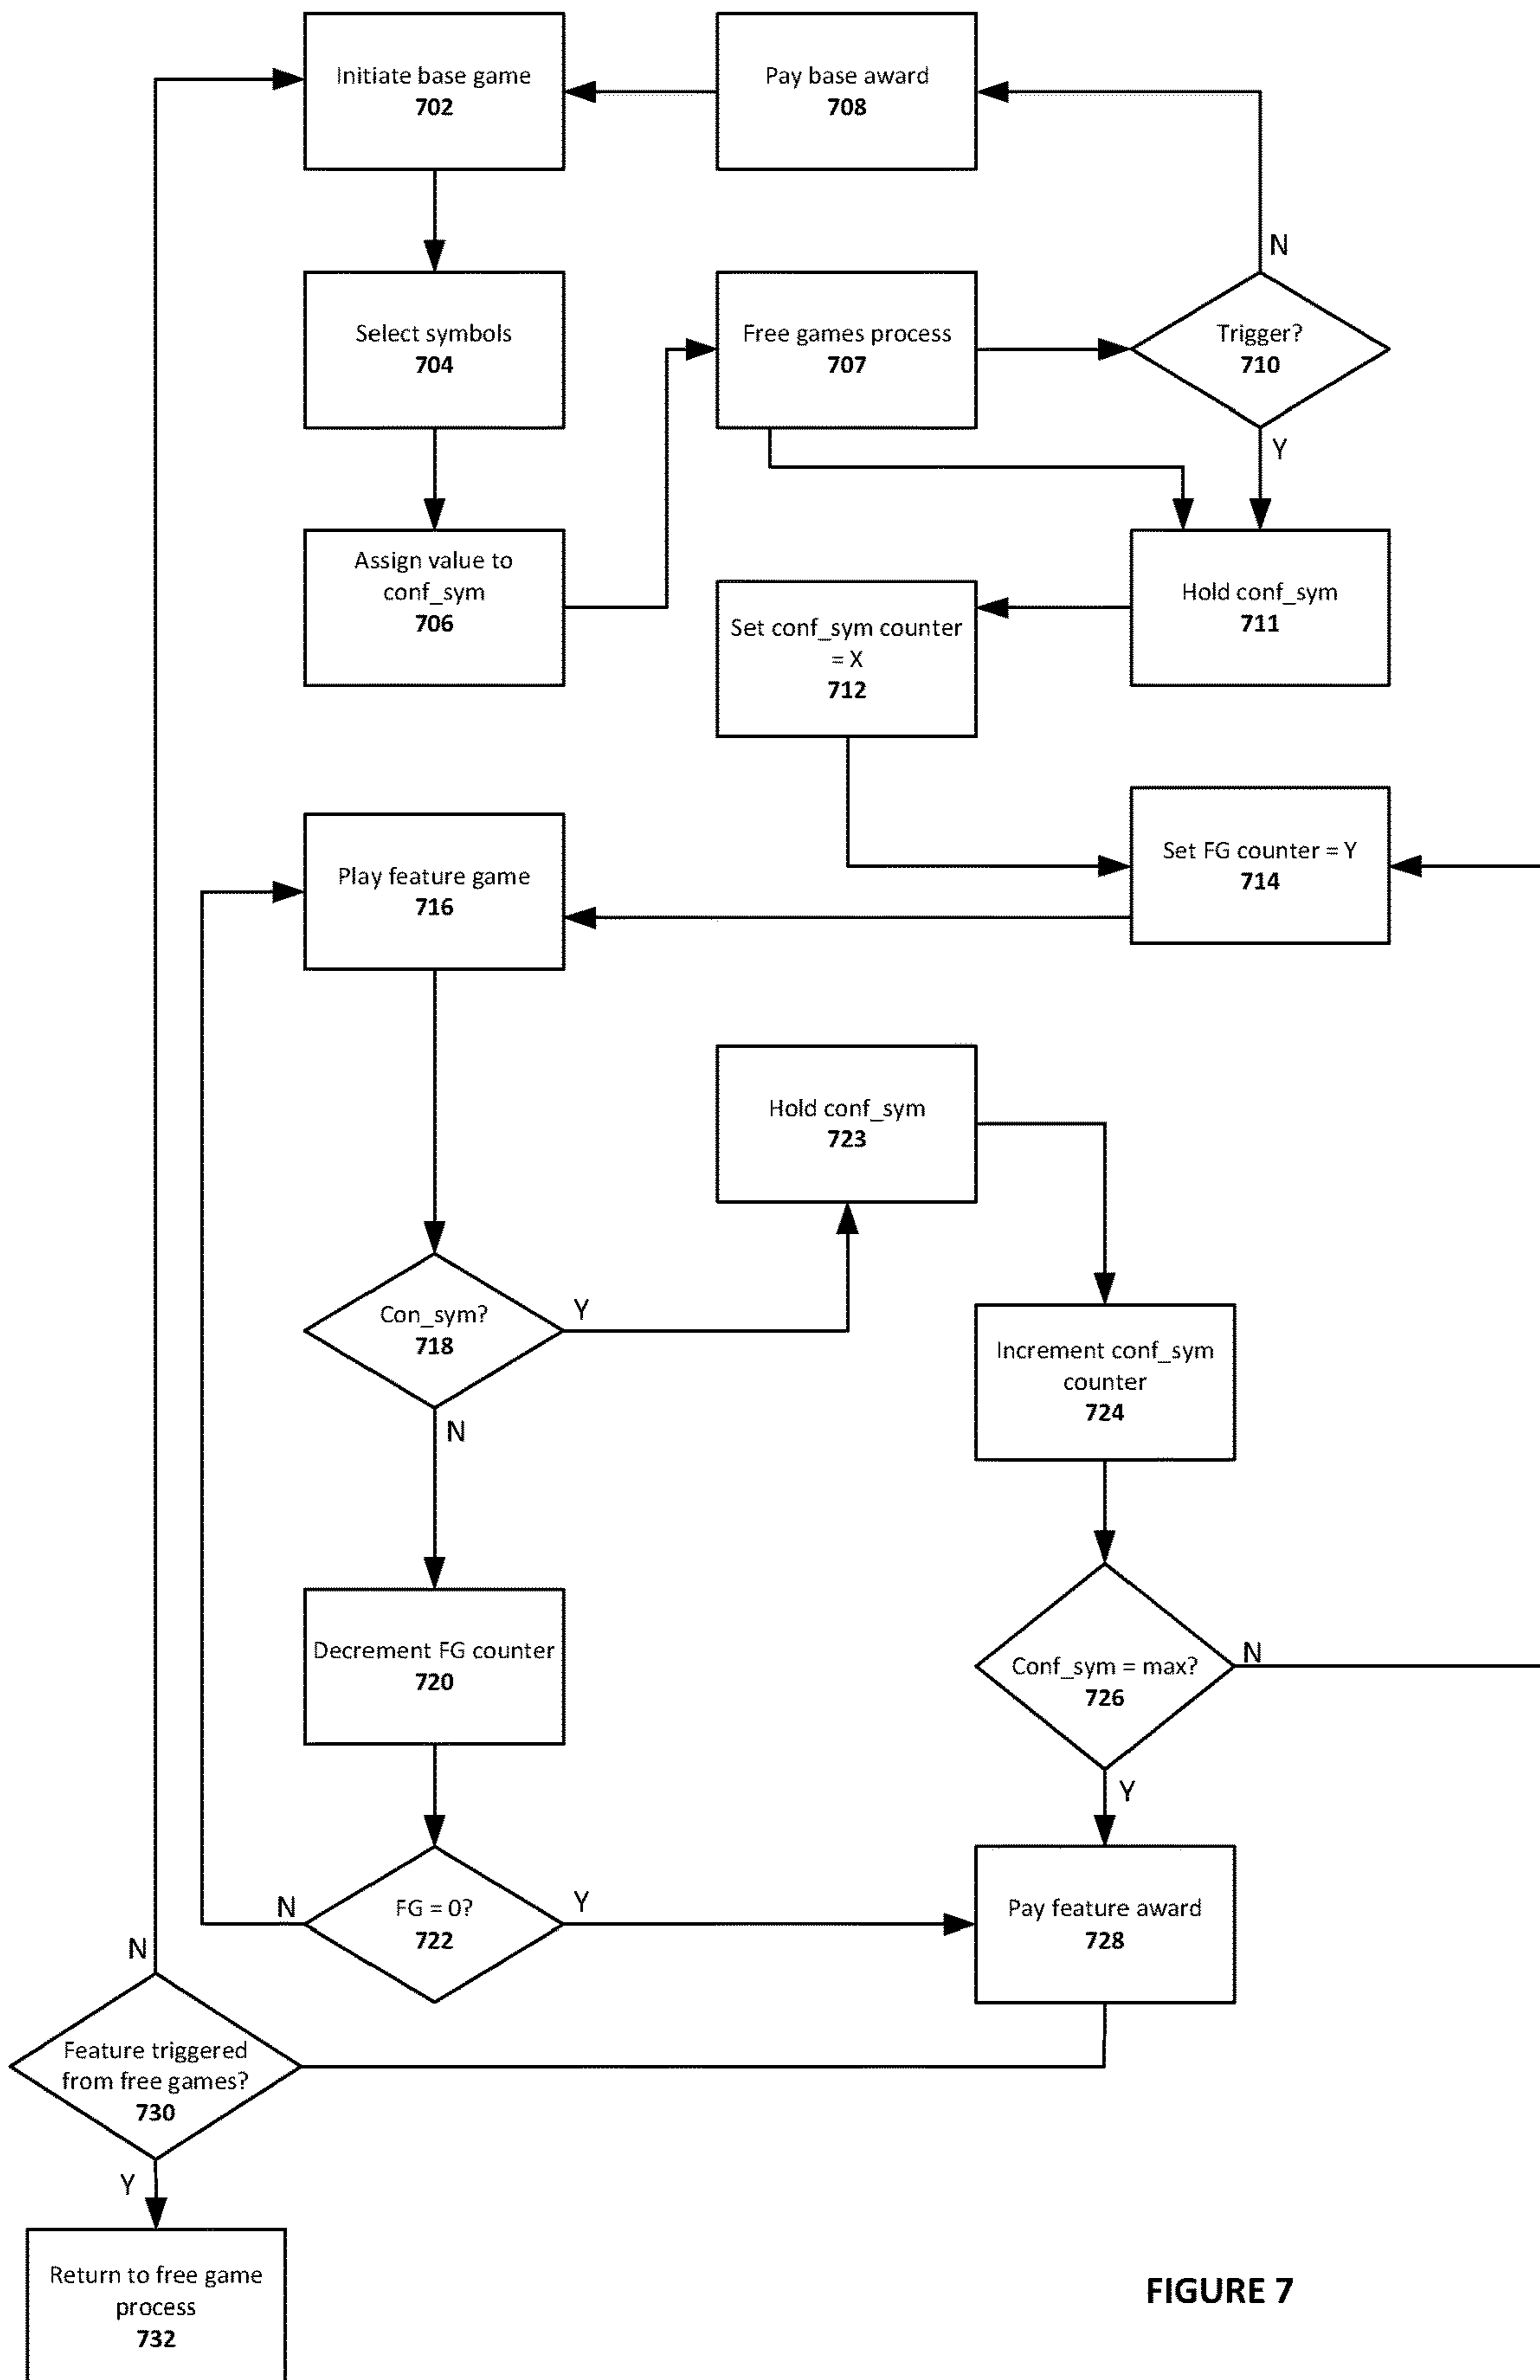 Initiate base game
702
Pay base award
708
N
Select symbols
704
Free games process
707
Trigger?
710
Y
Assign value to
conf_sym
706
Set conf_sym counter
= X
712
Hold conf_sym
711
Play feature game
716
Set FG counter = Y
714
Hold conf_sym
723
Con_sym?
718
Y
N
Increment conf_sym
counter
724
Decrement FG counter
720
Conf_sym = max?
726
N
Y
N
FG = 0?
722
Y
Pay feature award
728
N
Feature triggered
from free games?
730
Y
Return to free game
process
732
FIGURE 7